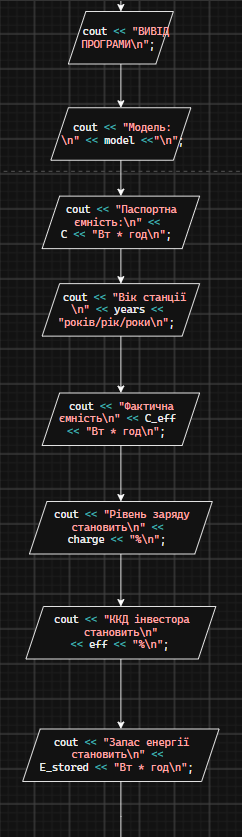 cout << "ВИВІД
ПРОГРАМИ\n";
cout << "Модель:
\n" << model <<"\n";
cout << "Паспортна
ємність:\n" <<
C << "Вт * год\n";
cout << "Вік станції
\n" << years <<
"років/рік/роки\n";
cout << "Фактична
ємність\n" << C_eff
<< "Вт * год\n";
cout << "Рівень заряду
становить\n" <<
charge << "%\n";
cout << "ККД інвестора
становить\n"
<< eff << "%\n";
cout << "Запас енергії
становить\n" <<
E_stored << "Вт * год\n";